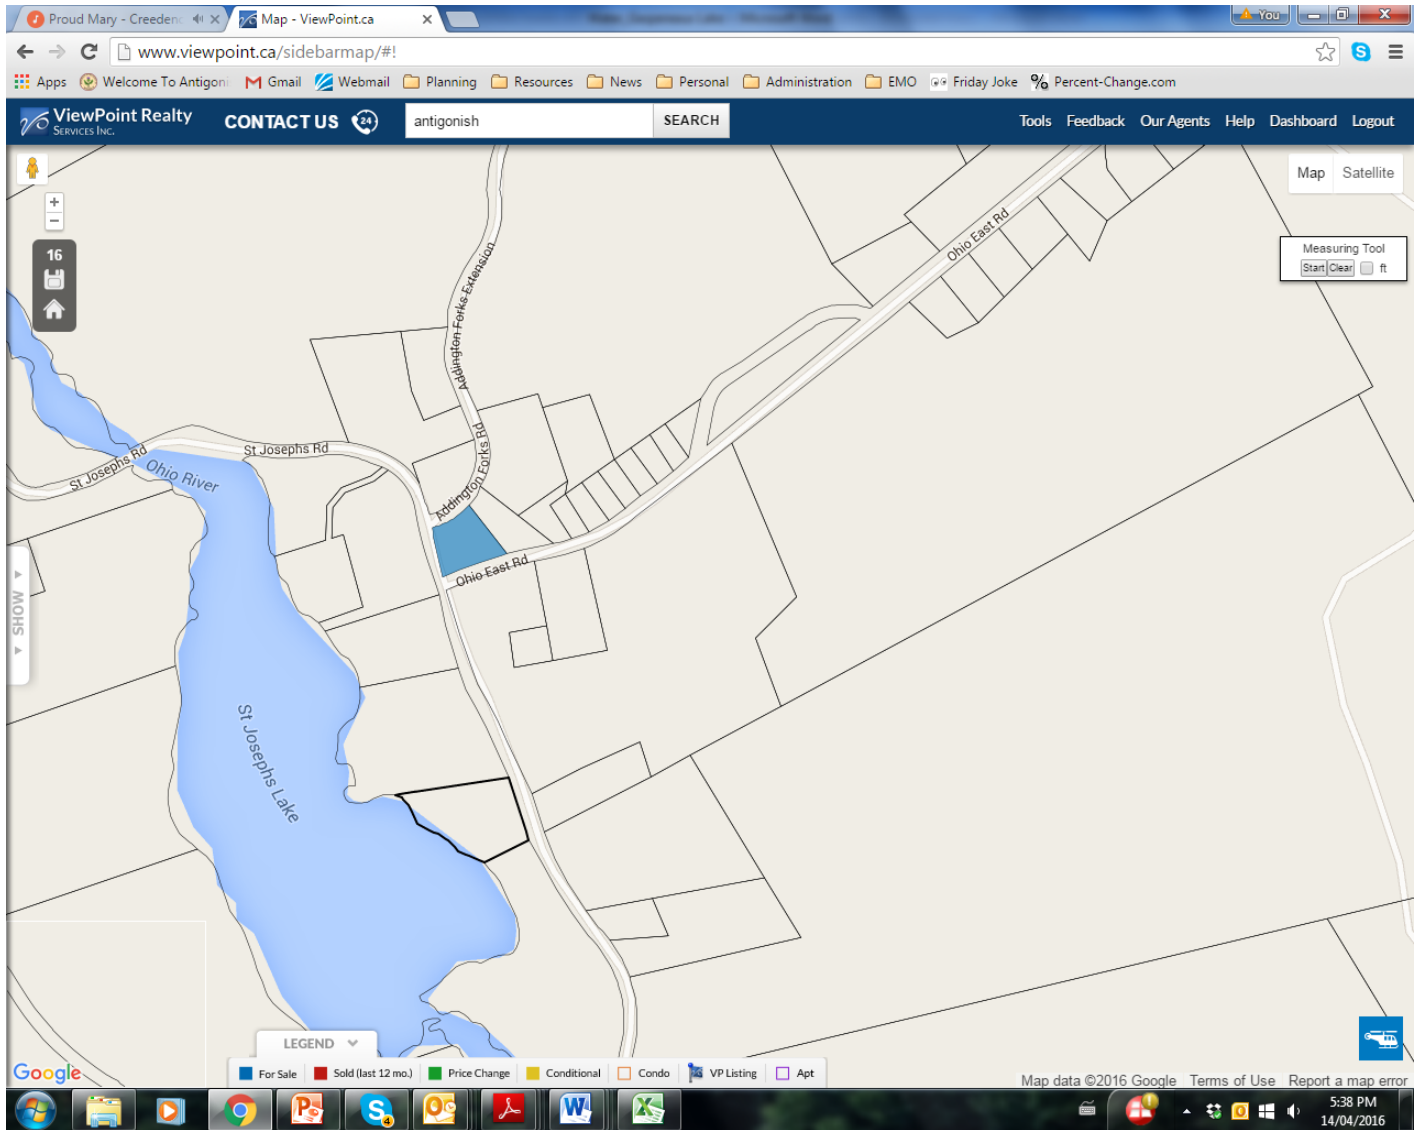 Proud Mary - Creedenc
Map - ViewPoint.ca
You
www.viewpoint.ca/sidebarmap/#!
Apps Welcome To Antigoni Gmail Webmail Planning Resources News Personal Administration EMO Friday Joke Percent-Change.com
ViewPoint Realty
SERVICES INC.
CONTACT US 24
antigonish
SEARCH
Tools Feedback Our Agents Help Dashboard Logout
Map Satellite
+
−
16
Measuring Tool
Start Clear ft
Ohio East Rd
Addington Forks Extension
St Josephs Rd
St Josephs Rd
Ohio River
Addington Forks Rd
Ohio East Rd
SHOW
St Josephs Lake
LEGEND
For Sale Sold (last 12 mo.) Price Change Conditional Condo VP Listing Apt
Google
Map data ©2016 Google Terms of Use Report a map error
5:38 PM
14/04/2016